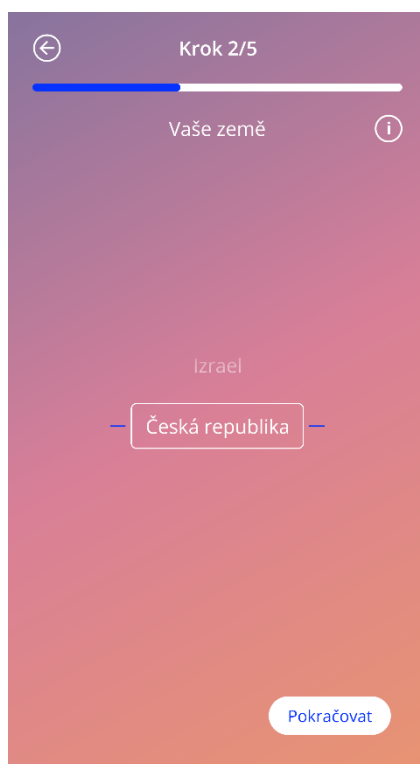 Krok 2/5
Vaše země
i
Izrael
Česká republika
Pokračovat